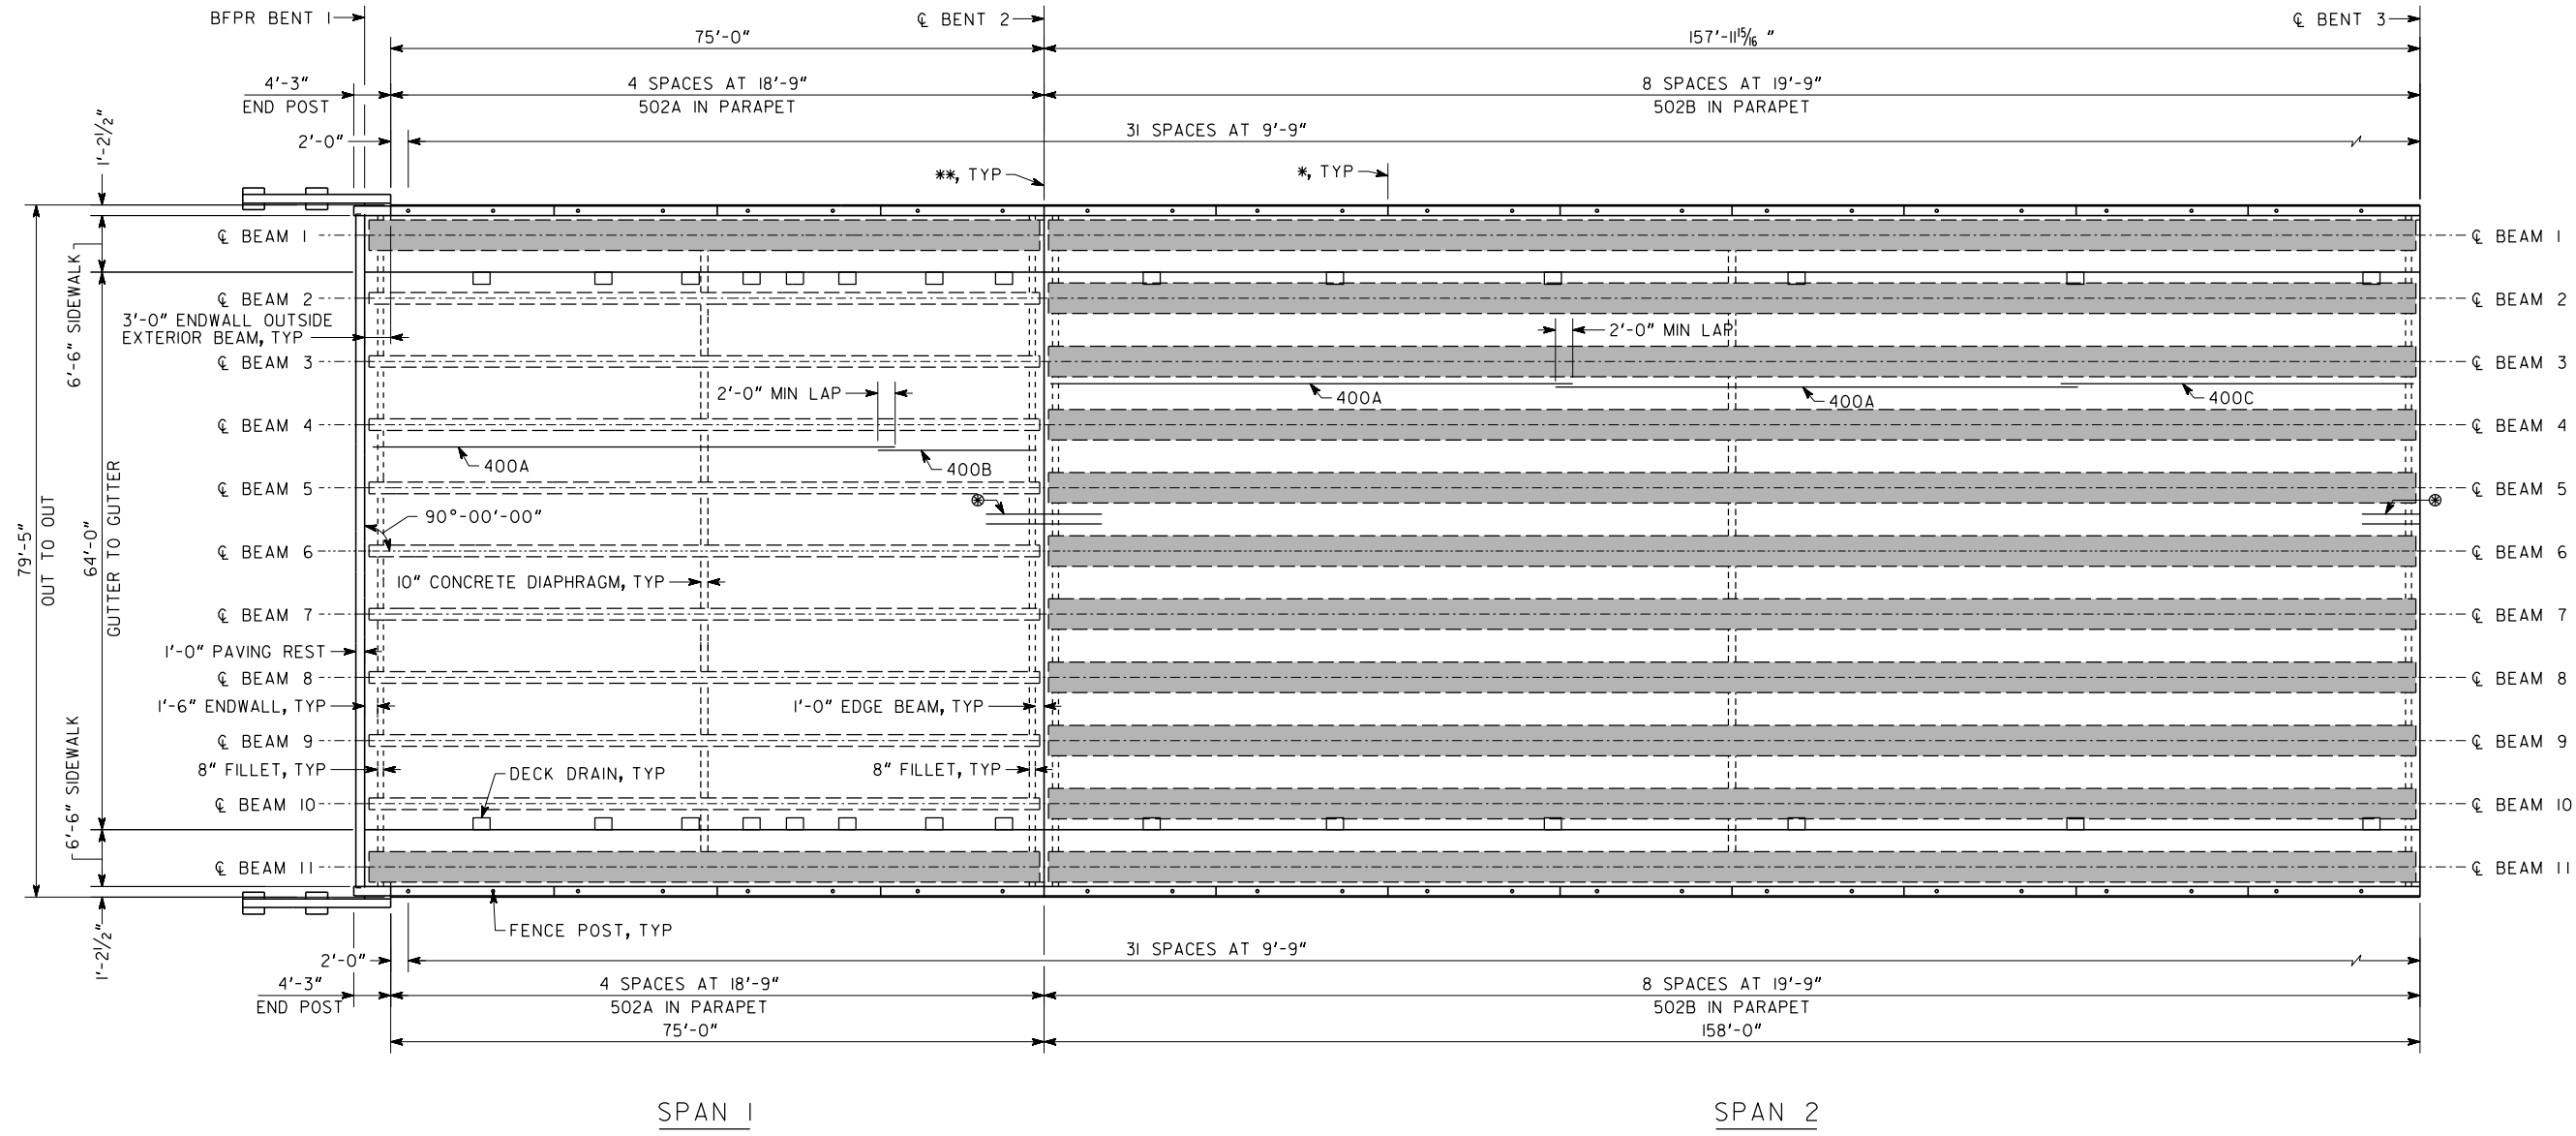 BFPR BENT 1
℄ BENT 2
℄ BENT 3
75'-0"
157'-11 15/16 "
4'-3"
END POST
4 SPACES AT 18'-9"
502A IN PARAPET
8 SPACES AT 19'-9"
502B IN PARAPET
1'-2 1/2"
2'-0"
31 SPACES AT 9'-9"
**, TYP
*, TYP
℄ BEAM 1
℄ BEAM 1
6'-6" SIDEWALK
℄ BEAM 2
℄ BEAM 2
3'-0" ENDWALL OUTSIDE
EXTERIOR BEAM, TYP
2'-0" MIN LAP
℄ BEAM 3
℄ BEAM 3
2'-0" MIN LAP
400A
400A
400C
℄ BEAM 4
℄ BEAM 4
400A
400B
℄ BEAM 5
℄ BEAM 5
⊛
⊛
90°-00'-00"
79'-5"
OUT TO OUT
64'-0"
GUTTER TO GUTTER
℄ BEAM 6
℄ BEAM 6
10" CONCRETE DIAPHRAGM, TYP
℄ BEAM 7
℄ BEAM 7
1'-0" PAVING REST
℄ BEAM 8
℄ BEAM 8
1'-6" ENDWALL, TYP
1'-0" EDGE BEAM, TYP
℄ BEAM 9
℄ BEAM 9
6'-6" SIDEWALK
8" FILLET, TYP
DECK DRAIN, TYP
8" FILLET, TYP
℄ BEAM 10
℄ BEAM 10
℄ BEAM 11
℄ BEAM 11
FENCE POST, TYP
1'-2 1/2"
2'-0"
31 SPACES AT 9'-9"
4'-3"
END POST
4 SPACES AT 18'-9"
502A IN PARAPET
75'-0"
8 SPACES AT 19'-9"
502B IN PARAPET
158'-0"
SPAN 1
SPAN 2